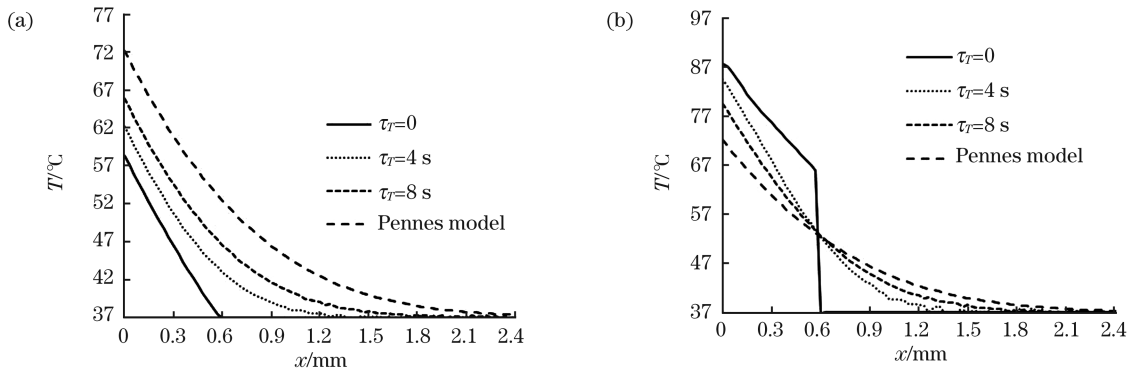 (a)
77
72
67
62
57
52
47
42
37
T/℃
0
0.3
0.6
0.9
1.2
1.5
1.8
2.1
2.4
x/mm
τT=0
τT=4 s
τT=8 s
Pennes model
(b)
97
87
77
67
57
47
37
T/℃
0
0.3
0.6
0.9
1.2
1.5
1.8
2.1
2.4
x/mm
τT=0
τT=4 s
τT=8 s
Pennes model